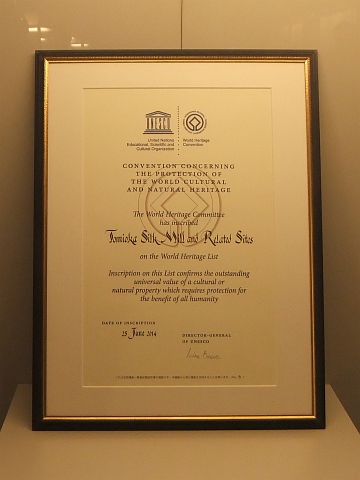 United Nations
Educational, Scientific and
Cultural Organization
World Heritage
Convention
CONVENTION CONCERNING
THE PROTECTION OF
THE WORLD CULTURAL
AND NATURAL HERITAGE
The World Heritage Committee
has inscribed
Tomioka Silk Mill and Related Sites
on the World Heritage List
Inscription on this List confirms the outstanding
universal value of a cultural or
natural property which requires protection for
the benefit of all humanity
DATE OF INSCRIPTION
25 June 2014
DIRECTOR-GENERAL
OF UNESCO